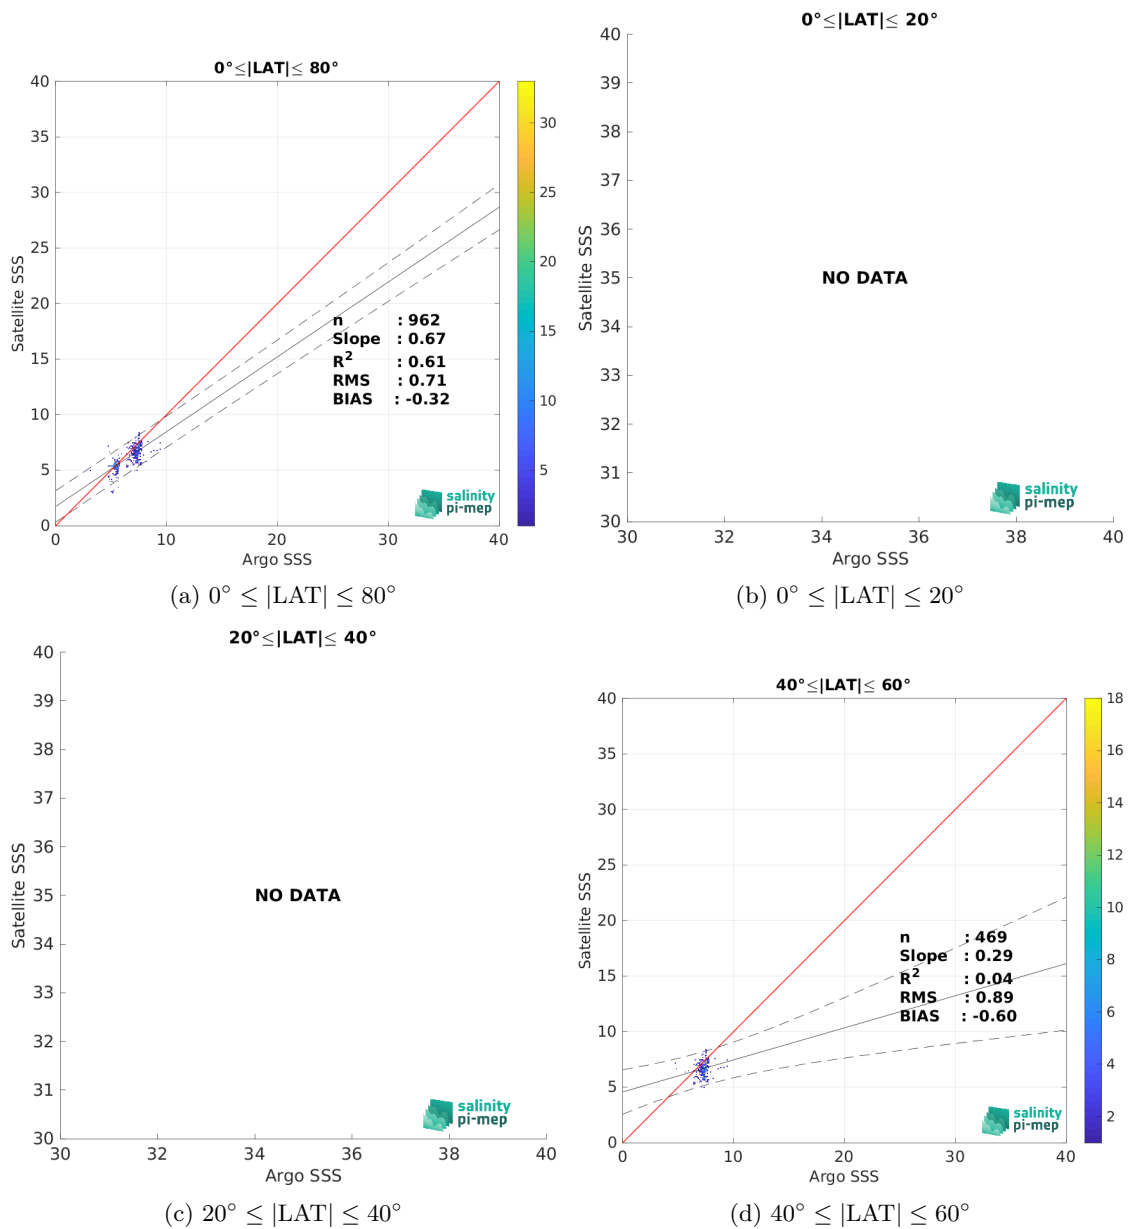 0°≤|LAT|≤ 80°
40
35
30
25
20
15
10
5
0
0
10
20
30
40
Satellite SSS
Argo SSS
n : 962
Slope : 0.67
R2 : 0.61
RMS : 0.71
BIAS : -0.32
salinity
pi-mep
30
25
20
15
10
5
(a) 0° ≤ |LAT| ≤ 80°
0°≤|LAT|≤ 20°
40
39
38
37
36
35
34
33
32
31
30
30
32
34
36
38
40
Satellite SSS
Argo SSS
NO DATA
salinity
pi-mep
(b) 0° ≤ |LAT| ≤ 20°
20°≤|LAT|≤ 40°
40
39
38
37
36
35
34
33
32
31
30
30
32
34
36
38
40
Satellite SSS
Argo SSS
NO DATA
salinity
pi-mep
(c) 20° ≤ |LAT| ≤ 40°
40°≤|LAT|≤ 60°
40
35
30
25
20
15
10
5
0
0
10
20
30
40
Satellite SSS
Argo SSS
n : 469
Slope : 0.29
R2 : 0.04
RMS : 0.89
BIAS : -0.60
salinity
pi-mep
18
16
14
12
10
8
6
4
2
(d) 40° ≤ |LAT| ≤ 60°